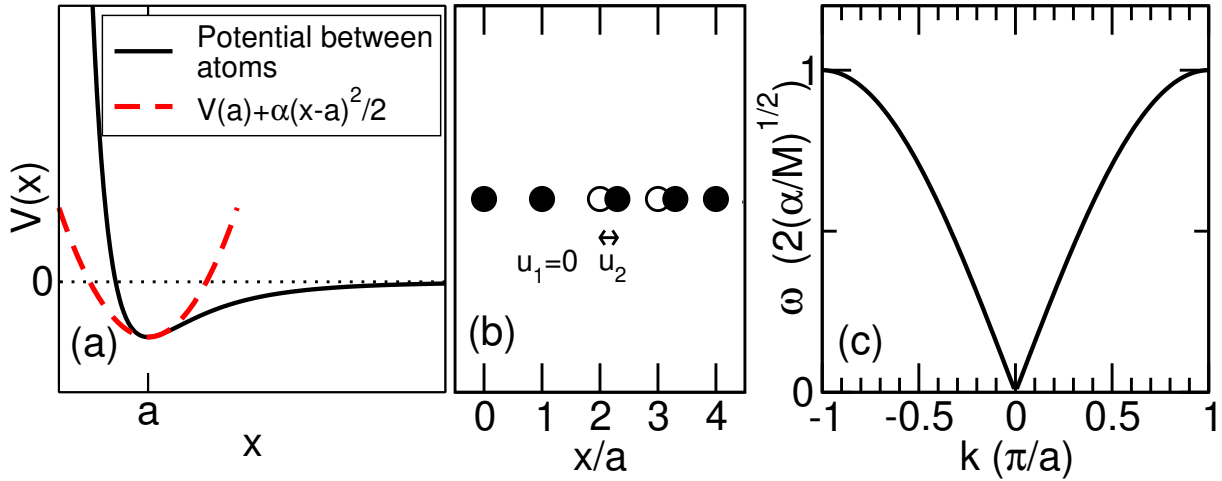 Potential between
atoms
V(a)+α(x-a)²/2
V(x)
0
(a)
a
x
u₁=0 u₂
(b)
0 1 2 3 4
x/a
ω (2(α/M)^1/2)
1
0
(c)
-1 -0.5 0 0.5 1
k (π/a)